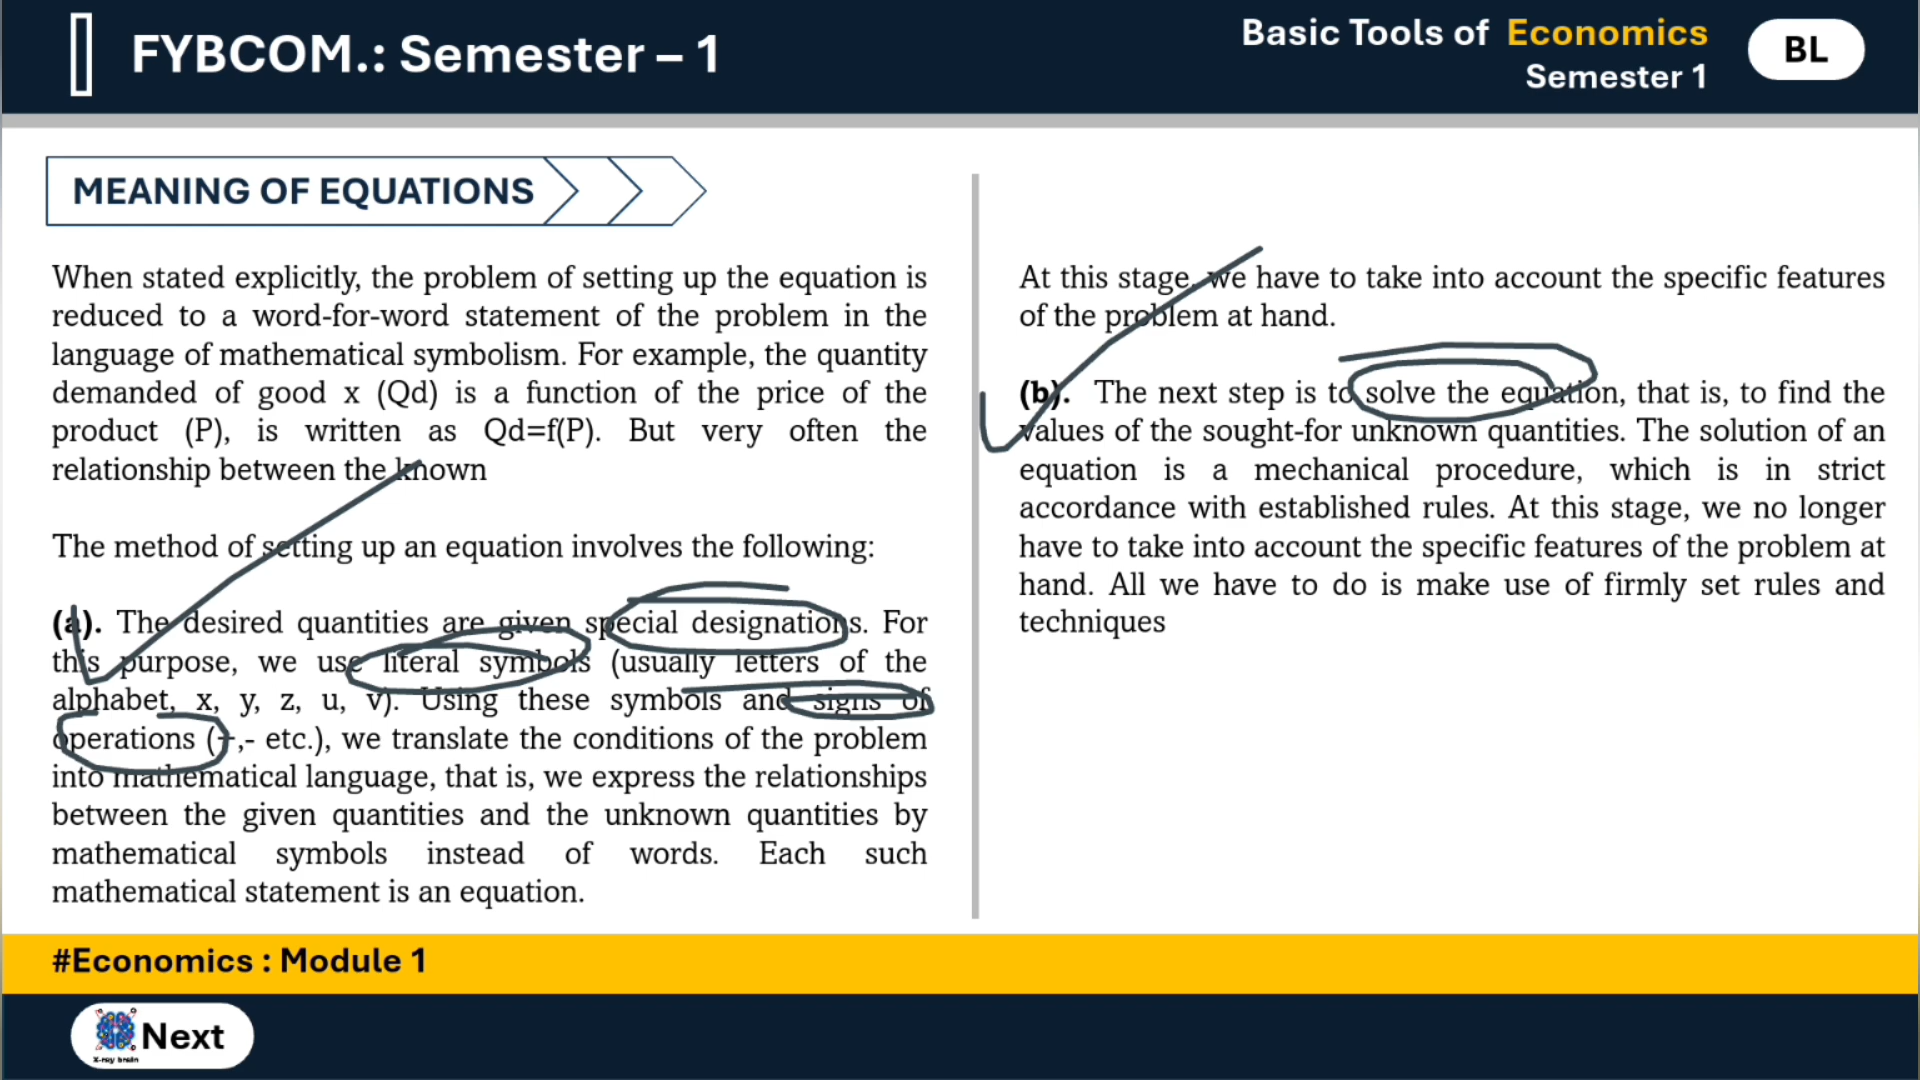 FYBCOM.: Semester – 1
Basic Tools of Economics
Semester 1
BL
MEANING OF EQUATIONS
When stated explicitly, the problem of setting up the equation is
reduced to a word-for-word statement of the problem in the
language of mathematical symbolism. For example, the quantity
demanded of good x (Qd) is a function of the price of the
product (P), is written as Qd=f(P). But very often the
relationship between the known
The method of setting up an equation involves the following:
(a). The desired quantities are given special designations. For
this purpose, we use literal symbols (usually letters of the
alphabet, x, y, z, u, v). Using these symbols and signs of
operations (+,- etc.), we translate the conditions of the problem
into mathematical language, that is, we express the relationships
between the given quantities and the unknown quantities by
mathematical symbols instead of words. Each such
mathematical statement is an equation.
At this stage, we have to take into account the specific features
of the problem at hand.
(b). The next step is to solve the equation, that is, to find the
values of the sought-for unknown quantities. The solution of an
equation is a mechanical procedure, which is in strict
accordance with established rules. At this stage, we no longer
have to take into account the specific features of the problem at
hand. All we have to do is make use of firmly set rules and
techniques
#Economics : Module 1
Next
X-ray brain